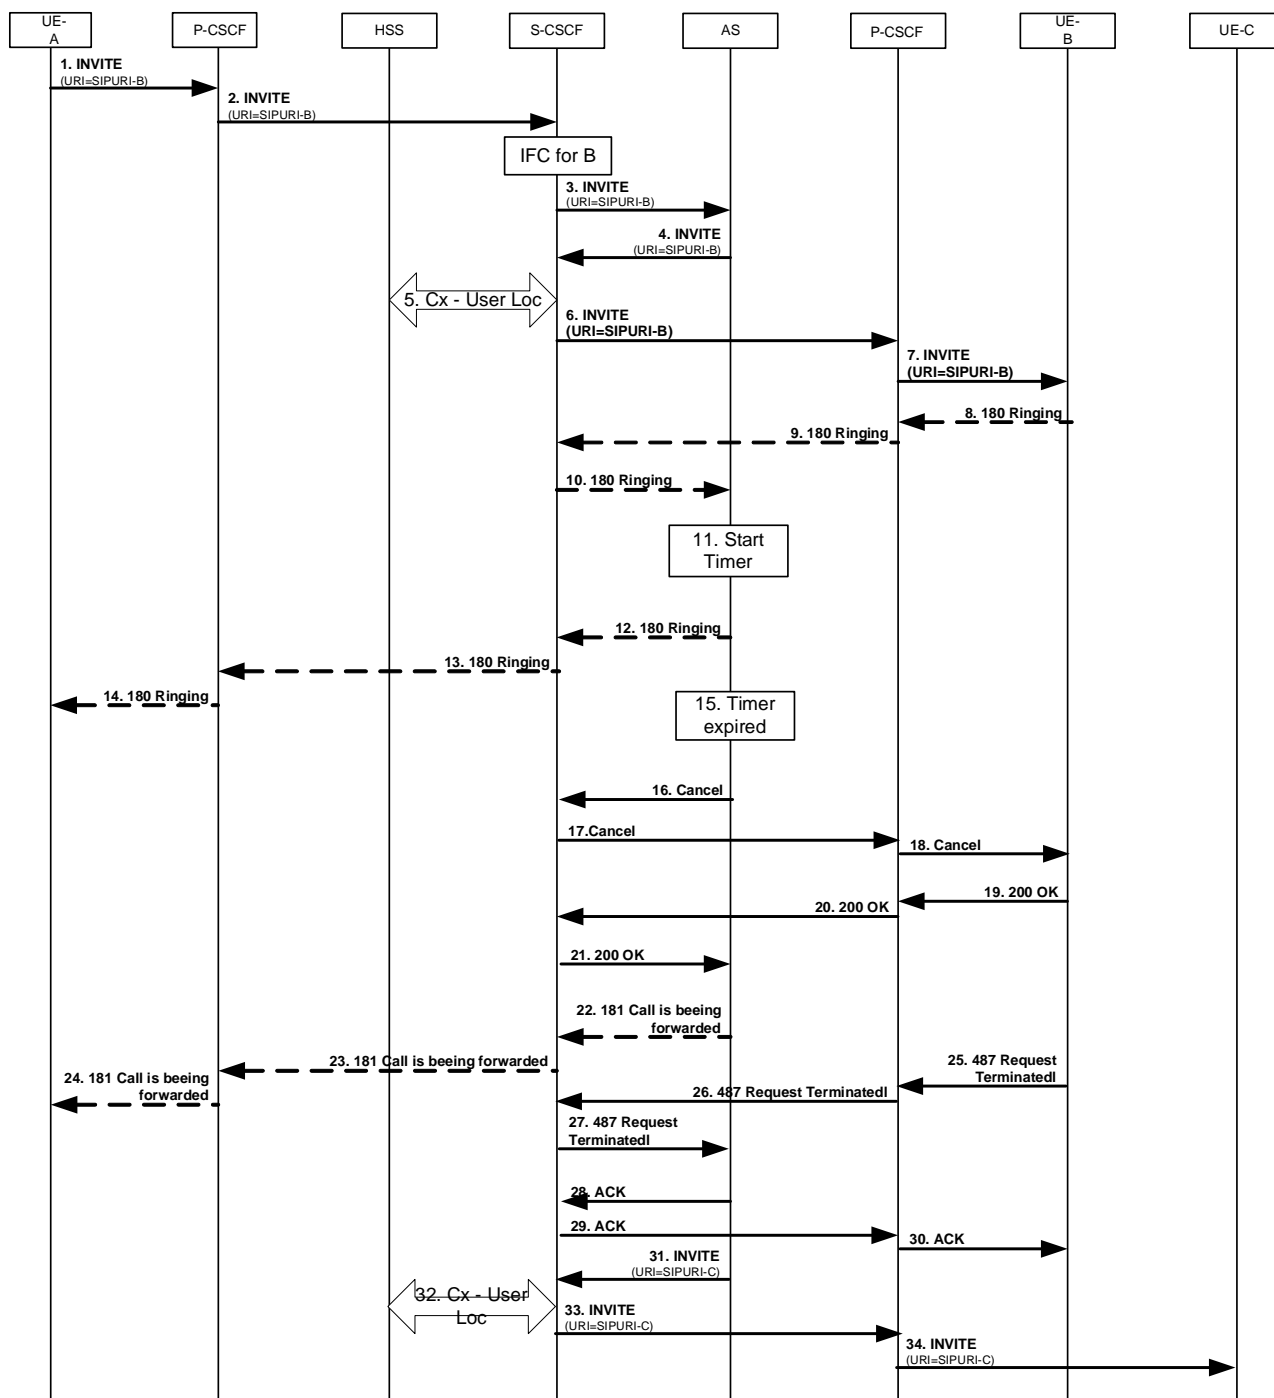 UE-
A
P-CSCF
HSS
S-CSCF
AS
P-CSCF
UE-
B
UE-C
1. INVITE
(URI=SIPURI-B)
2. INVITE
(URI=SIPURI-B)
IFC for B
3. INVITE
(URI=SIPURI-B)
4. INVITE
(URI=SIPURI-B)
5. Cx - User Loc
6. INVITE
(URI=SIPURI-B)
7. INVITE
(URI=SIPURI-B)
8. 180 Ringing
9. 180 Ringing
10. 180 Ringing
11. Start
Timer
12. 180 Ringing
13. 180 Ringing
14. 180 Ringing
15. Timer
expired
16. Cancel
17.Cancel
18. Cancel
19. 200 OK
20. 200 OK
21. 200 OK
22. 181 Call is beeing
forwarded
23. 181 Call is beeing forwarded
24. 181 Call is beeing
forwarded
25. 487 Request
Terminatedl
26. 487 Request Terminatedl
27. 487 Request
Terminatedl
28. ACK
29. ACK
30. ACK
31. INVITE
(URI=SIPURI-C)
32. Cx - User
Loc
33. INVITE
(URI=SIPURI-C)
34. INVITE
(URI=SIPURI-C)